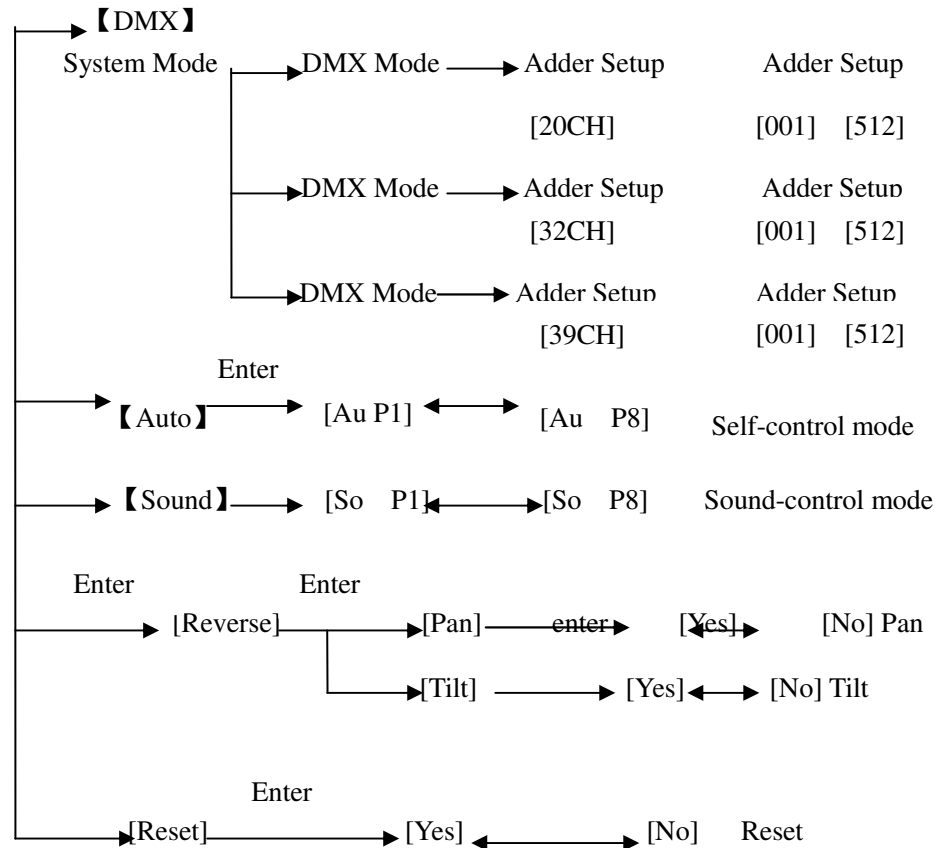 【DMX】
System Mode DMX Mode Adder Setup Adder Setup
[20CH] [001] [512]
DMX Mode Adder Setup Adder Setup
[32CH] [001] [512]
DMX Mode Adder Setup Adder Setup
[39CH] [001] [512]
Enter
【Auto】 [Au P1] [Au P8] Self-control mode
【Sound】 [So P1] [So P8] Sound-control mode
Enter Enter
[Reverse] [Pan] enter [Yes] [No] Pan
[Tilt] [Yes] [No] Tilt
Enter
[Reset] [Yes] [No] Reset